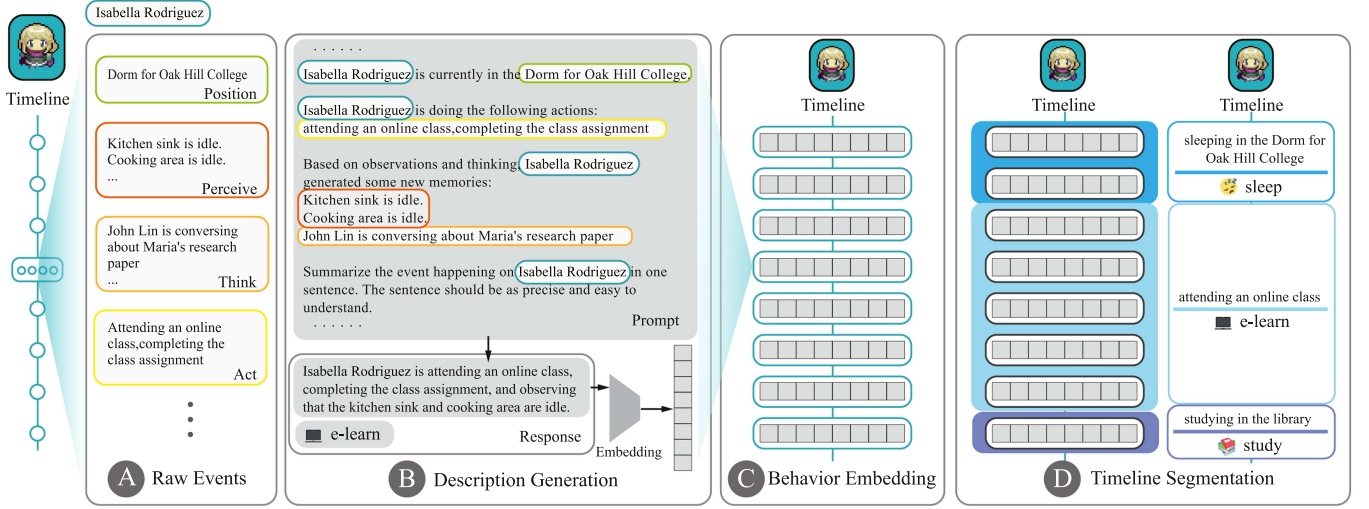 Isabella Rodriguez
Timeline
Dorm for Oak Hill College
Position
Kitchen sink is idle.
Cooking area is idle.
...
Perceive
John Lin is conversing
about Maria's research
paper
...
Think
Attending an online
class,completing the
class assignment
Act
A Raw Events
. . . . . .
Isabella Rodriguez is currently in the Dorm for Oak Hill College.
Isabella Rodriguez is doing the following actions:
attending an online class,completing the class assignment
Based on observations and thinking, Isabella Rodriguez
generated some new memories:
Kitchen sink is idle.
Cooking area is idle.
John Lin is conversing about Maria's research paper
Summarize the event happening on Isabella Rodriguez in one
sentence. The sentence should be as precise and easy to
understand.
. . . . . .
Prompt
Isabella Rodriguez is attending an online class,
completing the class assignment, and observing
that the kitchen sink and cooking area are idle.
e-learn
Response
Embedding
B Description Generation
Timeline
C Behavior Embedding
Timeline
Timeline
sleeping in the Dorm for
Oak Hill College
sleep
attending an online class
e-learn
studying in the library
study
D Timeline Segmentation